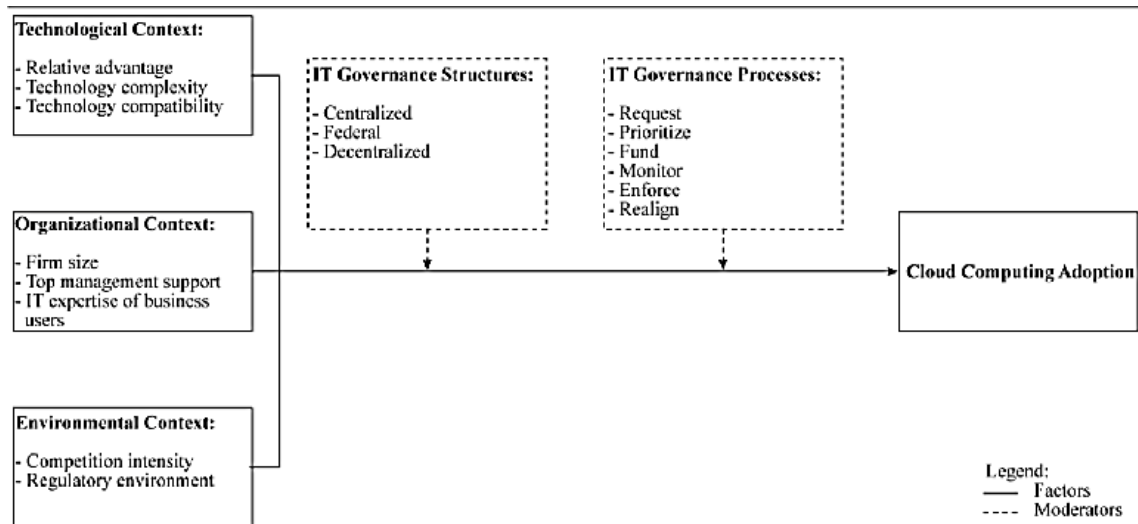 Technological Context:
- Relative advantage
- Technology complexity
- Technology compatibility
IT Governance Structures:
- Centralized
- Federal
- Decentralized
IT Governance Processes:
- Request
- Prioritize
- Fund
- Monitor
- Enforce
- Realign
Organizational Context:
- Firm size
- Top management support
- IT expertise of business
users
Cloud Computing Adoption
Environmental Context:
- Competition intensity
- Regulatory environment
Legend:
Factors
Moderators